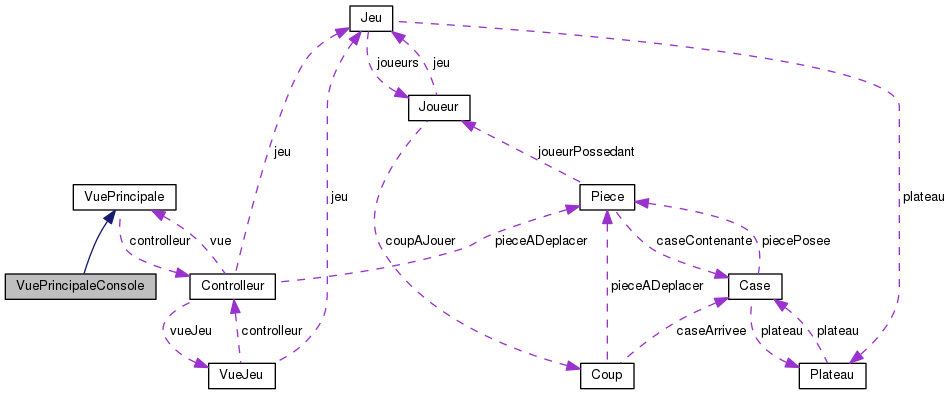 Jeu
joueurs
jeu
Joueur
jeu
joueurPossedant
VuePrincipale
Piece
jeu
plateau
controlleur
vue
coupAJouer
pieceADeplacer
caseContenante
piecePosee
VuePrincipaleConsole
Controlleur
pieceADeplacer
Case
vueJeu
controlleur
caseArrivee
plateau
plateau
VueJeu
Coup
Plateau